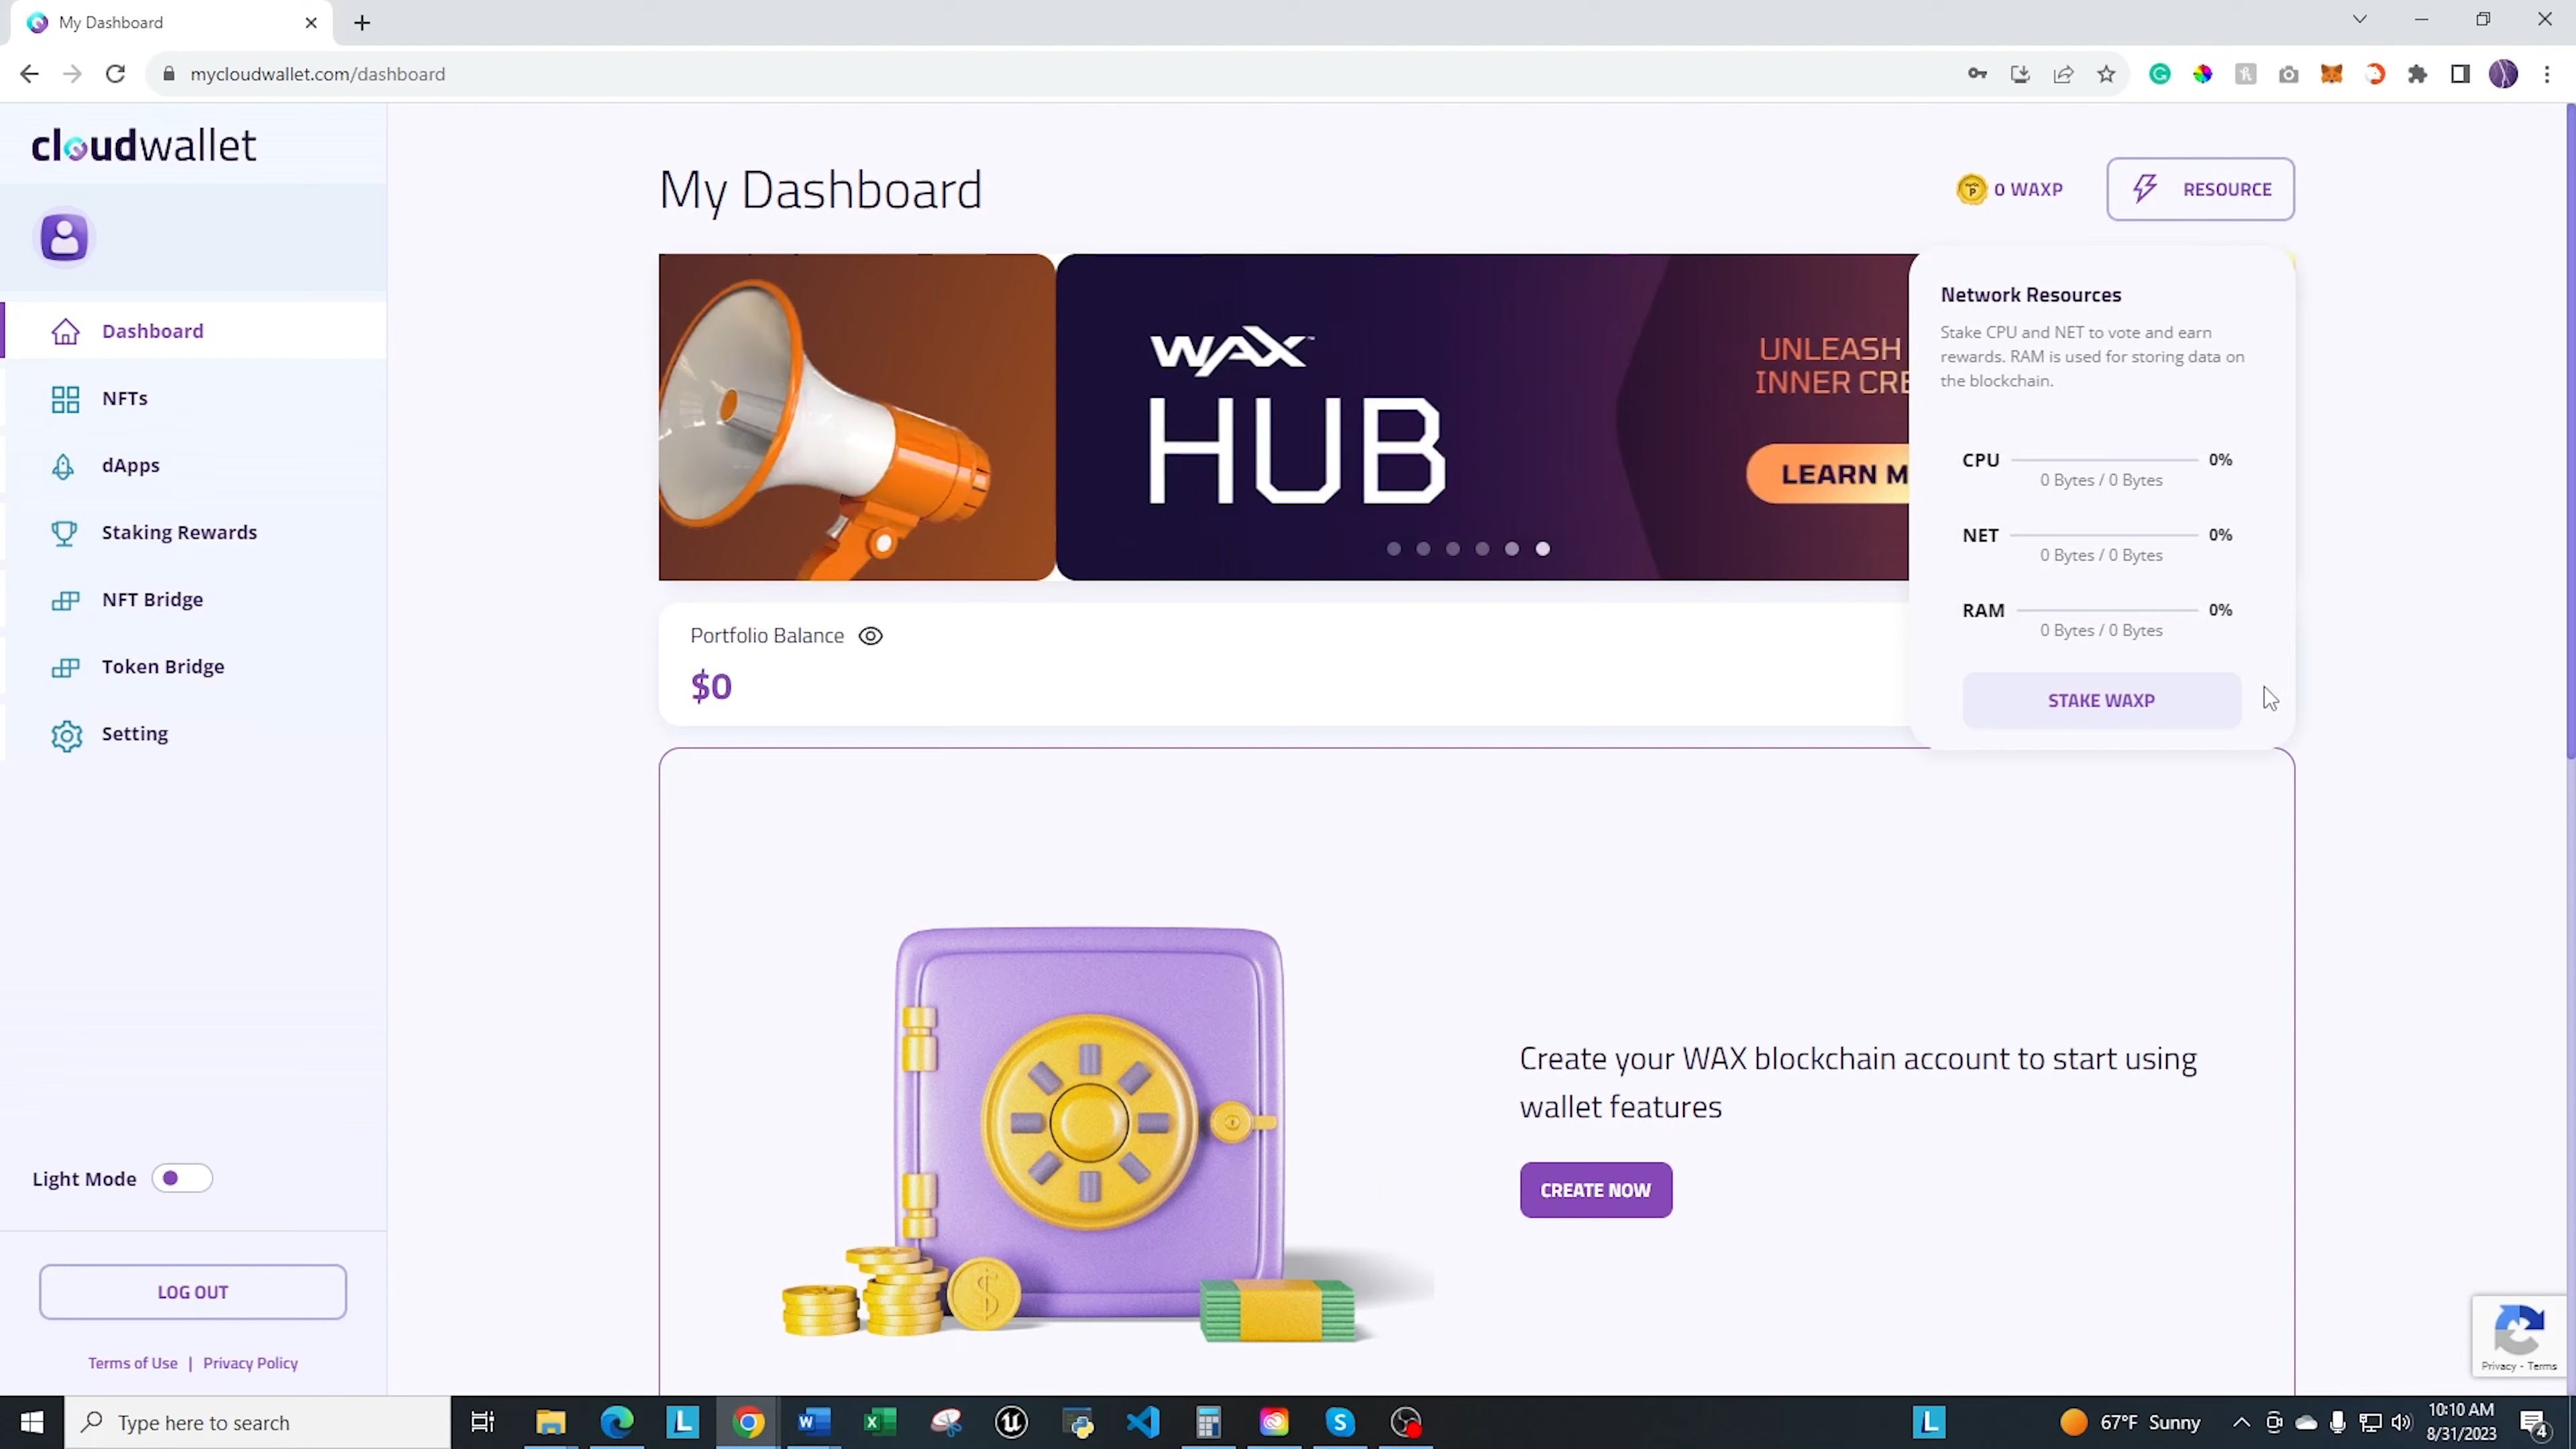 My Dashboard
mycloudwallet.com/dashboard
cloudwallet
Dashboard
NFTs
dApps
Staking Rewards
NFT Bridge
Token Bridge
Setting
Light Mode
LOG OUT
Terms of Use | Privacy Policy
My Dashboard
0 WAXP
RESOURCE
WAX
HUB
UNLEASH
INNER CRE
LEARN M
Network Resources
Stake CPU and NET to vote and earn
rewards. RAM is used for storing data on
the blockchain.
CPU 0%
0 Bytes / 0 Bytes
NET 0%
0 Bytes / 0 Bytes
RAM 0%
0 Bytes / 0 Bytes
STAKE WAXP
Portfolio Balance
$0
Create your WAX blockchain account to start using
wallet features
CREATE NOW
Privacy - Terms
Type here to search
67°F Sunny
10:10 AM
8/31/2023
4